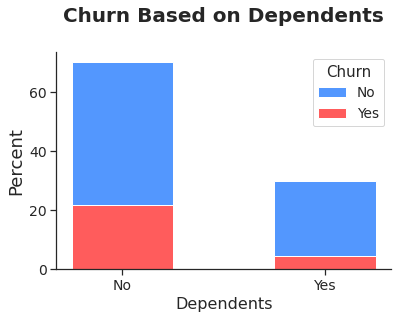 Churn Based on Dependents
Churn
No
Yes
Percent
60
40
20
0
No
Yes
Dependents